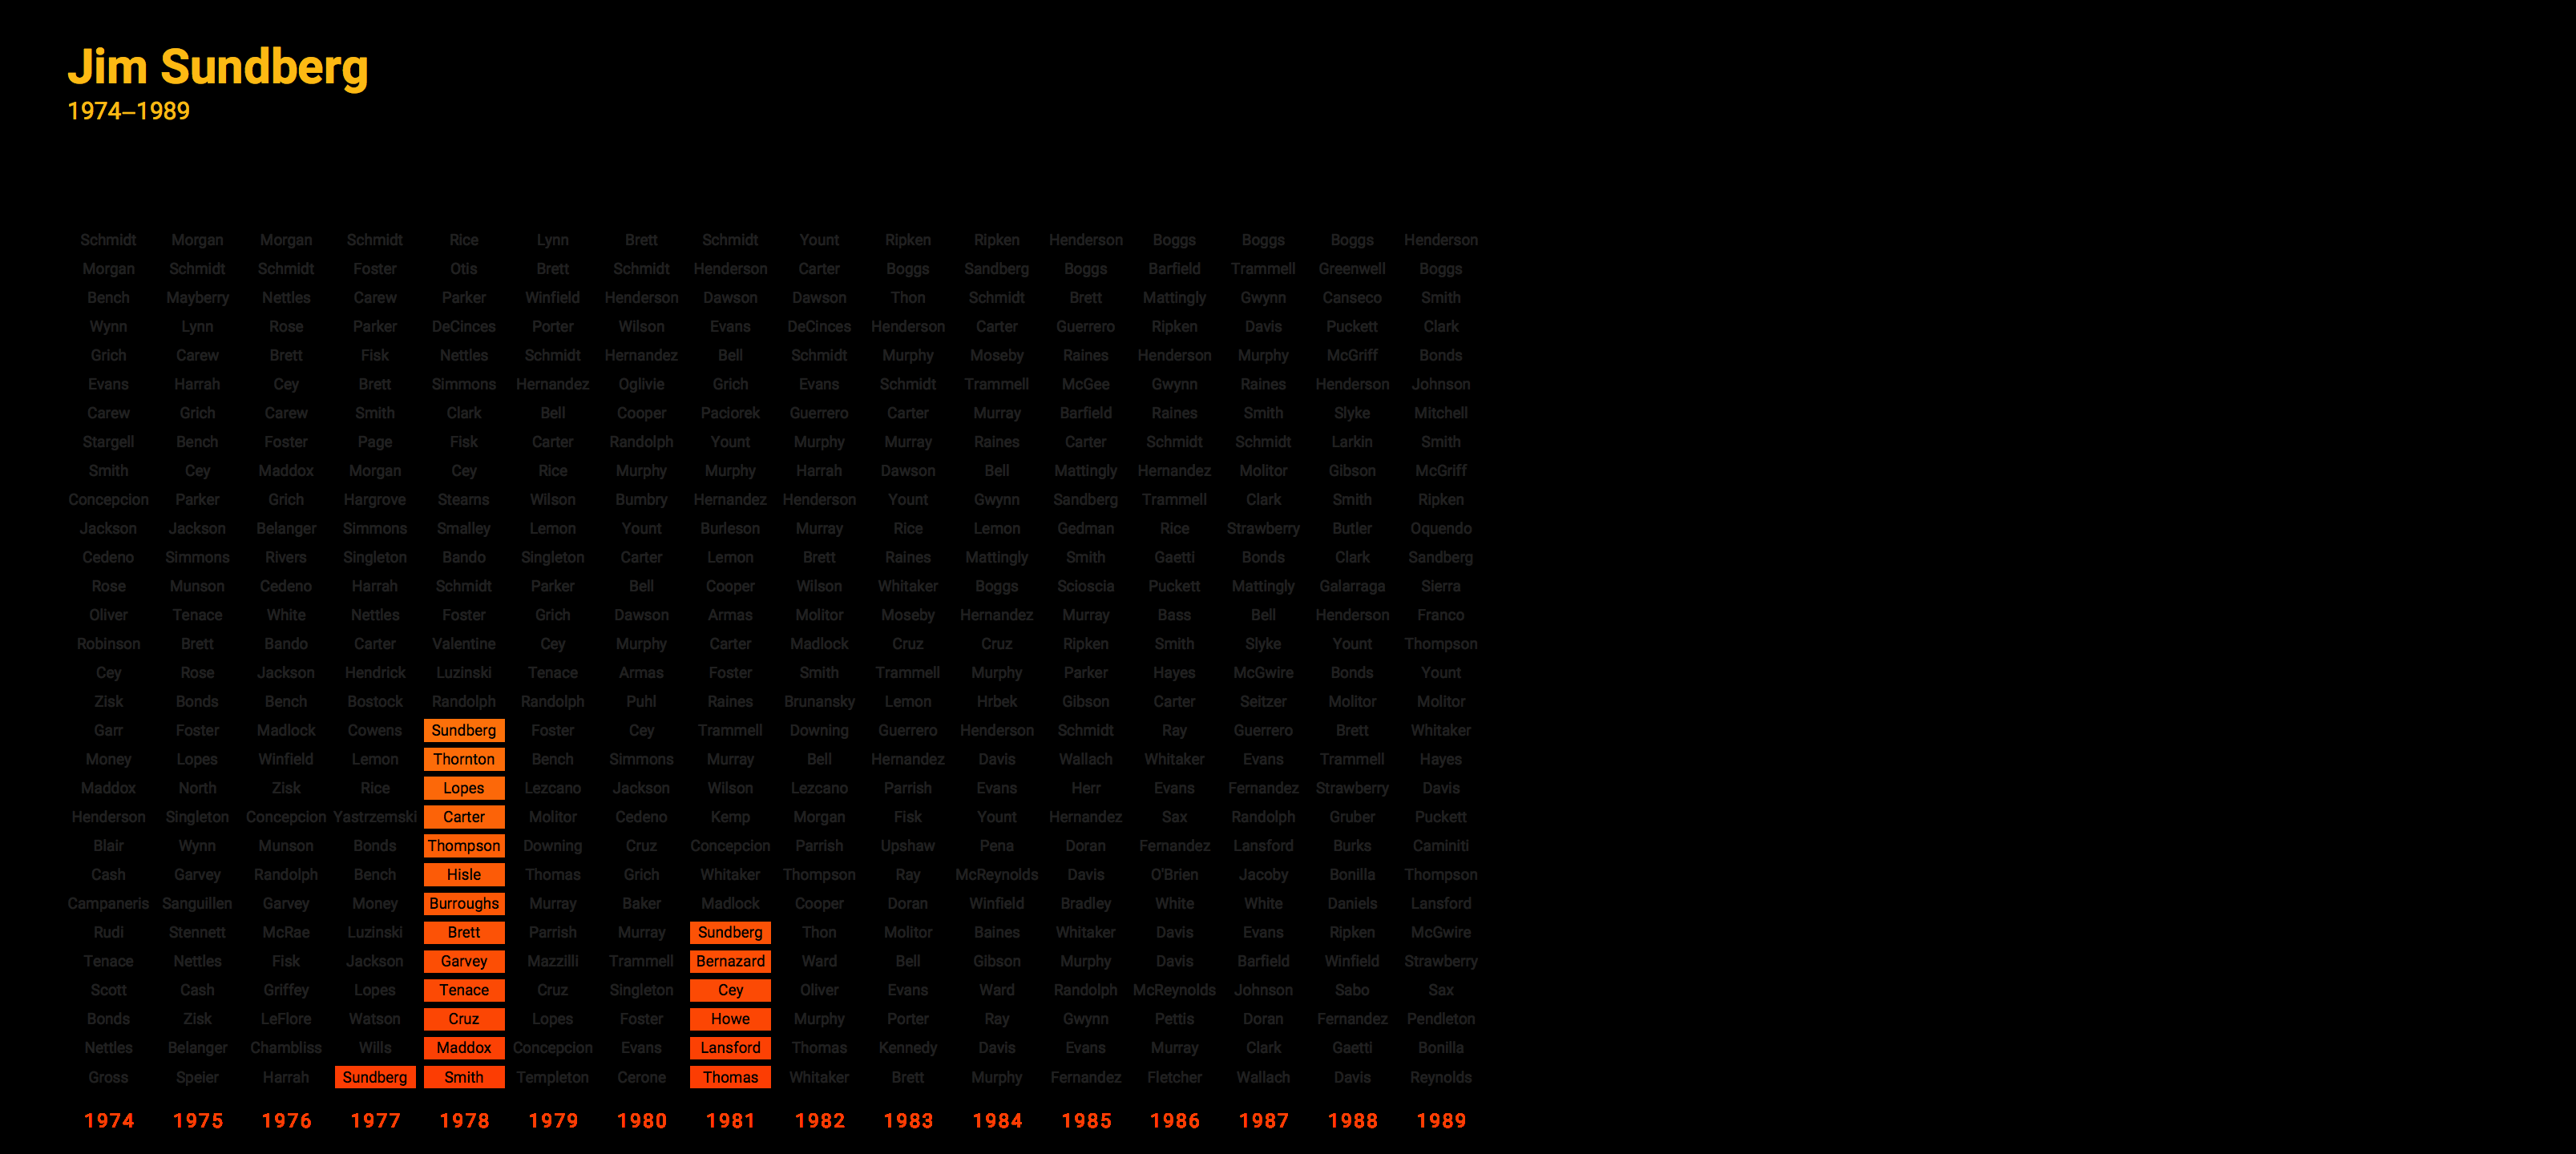 Jim Sundberg
1974–1989
Schmidt Morgan Morgan Schmidt Rice Lynn Brett Schmidt Yount Ripken Ripken Henderson Boggs Boggs Boggs Henderson
Morgan Schmidt Schmidt Foster Otis Brett Schmidt Henderson Carter Boggs Sandberg Boggs Barfield Trammell Greenwell Boggs
Bench Mayberry Nettles Carew Parker Winfield Henderson Dawson Dawson Thon Schmidt Brett Mattingly Gwynn Canseco Smith
Wynn Lynn Rose Parker DeCinces Porter Wilson Evans DeCinces Henderson Carter Guerrero Ripken Davis Puckett Clark
Grich Carew Brett Fisk Nettles Schmidt Hernandez Bell Schmidt Murphy Moseby Raines Henderson Murphy McGriff Bonds
Evans Harrah Cey Brett Simmons Hernandez Oglivie Grich Evans Schmidt Trammell McGee Gwynn Raines Henderson Johnson
Carew Grich Carew Smith Clark Bell Cooper Paciorek Guerrero Carter Murray Barfield Raines Smith Slyke Mitchell
Stargell Bench Foster Page Fisk Carter Randolph Yount Murphy Murray Raines Carter Schmidt Schmidt Larkin Smith
Smith Cey Maddox Morgan Cey Rice Murphy Murphy Harrah Dawson Bell Mattingly Hernandez Molitor Gibson McGriff
Concepcion Parker Grich Hargrove Stearns Wilson Bumbry Hernandez Henderson Yount Gwynn Sandberg Trammell Clark Smith Ripken
Jackson Jackson Belanger Simmons Smalley Lemon Yount Burleson Murray Rice Lemon Gedman Rice Strawberry Butler Oquendo
Cedeno Simmons Rivers Singleton Bando Singleton Carter Lemon Brett Raines Mattingly Smith Gaetti Bonds Clark Sandberg
Rose Munson Cedeno Harrah Schmidt Parker Bell Cooper Wilson Whitaker Boggs Scioscia Puckett Mattingly Galarraga Sierra
Oliver Tenace White Nettles Foster Grich Dawson Armas Molitor Moseby Hernandez Murray Bass Bell Henderson Franco
Robinson Brett Bando Carter Valentine Cey Murphy Carter Madlock Cruz Cruz Ripken Smith Slyke Yount Thompson
Cey Rose Jackson Hendrick Luzinski Tenace Armas Foster Smith Trammell Murphy Parker Hayes McGwire Bonds Yount
Zisk Bonds Bench Bostock Randolph Randolph Puhl Raines Brunansky Lemon Hrbek Gibson Carter Seitzer Molitor Molitor
Garr Foster Madlock Cowens Sundberg Foster Cey Trammell Downing Guerrero Henderson Schmidt Ray Guerrero Brett Whitaker
Money Lopes Winfield Lemon Thornton Bench Simmons Murray Bell Hernandez Davis Wallach Whitaker Evans Trammell Hayes
Maddox North Zisk Rice Lopes Lezcano Jackson Wilson Lezcano Parrish Evans Herr Evans Fernandez Strawberry Davis
Henderson Singleton Concepcion Yastrzemski Carter Molitor Cedeno Kemp Morgan Fisk Yount Hernandez Sax Randolph Gruber Puckett
Blair Wynn Munson Bonds Thompson Downing Cruz Concepcion Parrish Upshaw Pena Doran Fernandez Lansford Burks Caminiti
Cash Garvey Randolph Bench Hisle Thomas Grich Whitaker Thompson Ray McReynolds Davis O'Brien Jacoby Bonilla Thompson
Campaneris Sanguillen Garvey Money Burroughs Murray Baker Madlock Cooper Doran Winfield Bradley White White Daniels Lansford
Rudi Stennett McRae Luzinski Brett Parrish Murray Sundberg Thon Molitor Baines Whitaker Davis Evans Ripken McGwire
Tenace Nettles Fisk Jackson Garvey Mazzilli Trammell Bernazard Ward Bell Gibson Murphy Davis Barfield Winfield Strawberry
Scott Cash Griffey Lopes Tenace Cruz Singleton Cey Oliver Evans Ward Randolph McReynolds Johnson Sabo Sax
Bonds Zisk LeFlore Watson Cruz Lopes Foster Howe Murphy Porter Ray Gwynn Pettis Doran Fernandez Pendleton
Nettles Belanger Chambliss Wills Maddox Concepcion Evans Lansford Thomas Kennedy Davis Evans Murray Clark Gaetti Bonilla
Gross Speier Harrah Sundberg Smith Templeton Cerone Thomas Whitaker Brett Murphy Fernandez Fletcher Wallach Davis Reynolds
1974 1975 1976 1977 1978 1979 1980 1981 1982 1983 1984 1985 1986 1987 1988 1989